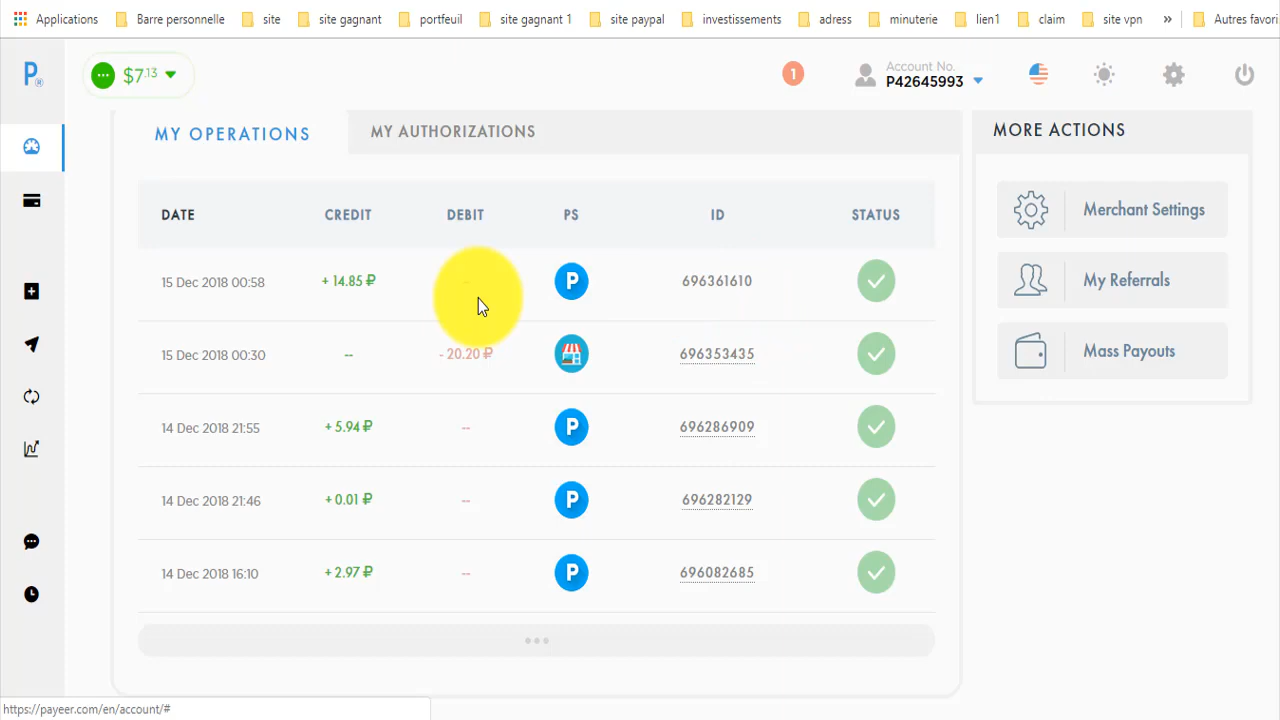 Applications Barre personnelle site site gagnant portfeuil site gagnant 1 site paypal investissements adress minuterie lien1 claim site vpn » Autres favori
P®
$7.13
1
Account No.
P42645993
MY OPERATIONS
MY AUTHORIZATIONS
MORE ACTIONS
DATE CREDIT DEBIT PS ID STATUS
Merchant Settings
15 Dec 2018 00:58 + 14.85 ₽ -- P 696361610
My Referrals
15 Dec 2018 00:30 -- - 20.20 ₽ 696353435
Mass Payouts
14 Dec 2018 21:55 + 5.94 ₽ -- P 696286909
14 Dec 2018 21:46 + 0.01 ₽ -- P 696282129
14 Dec 2018 16:10 + 2.97 ₽ -- P 696082685
https://payeer.com/en/account/#